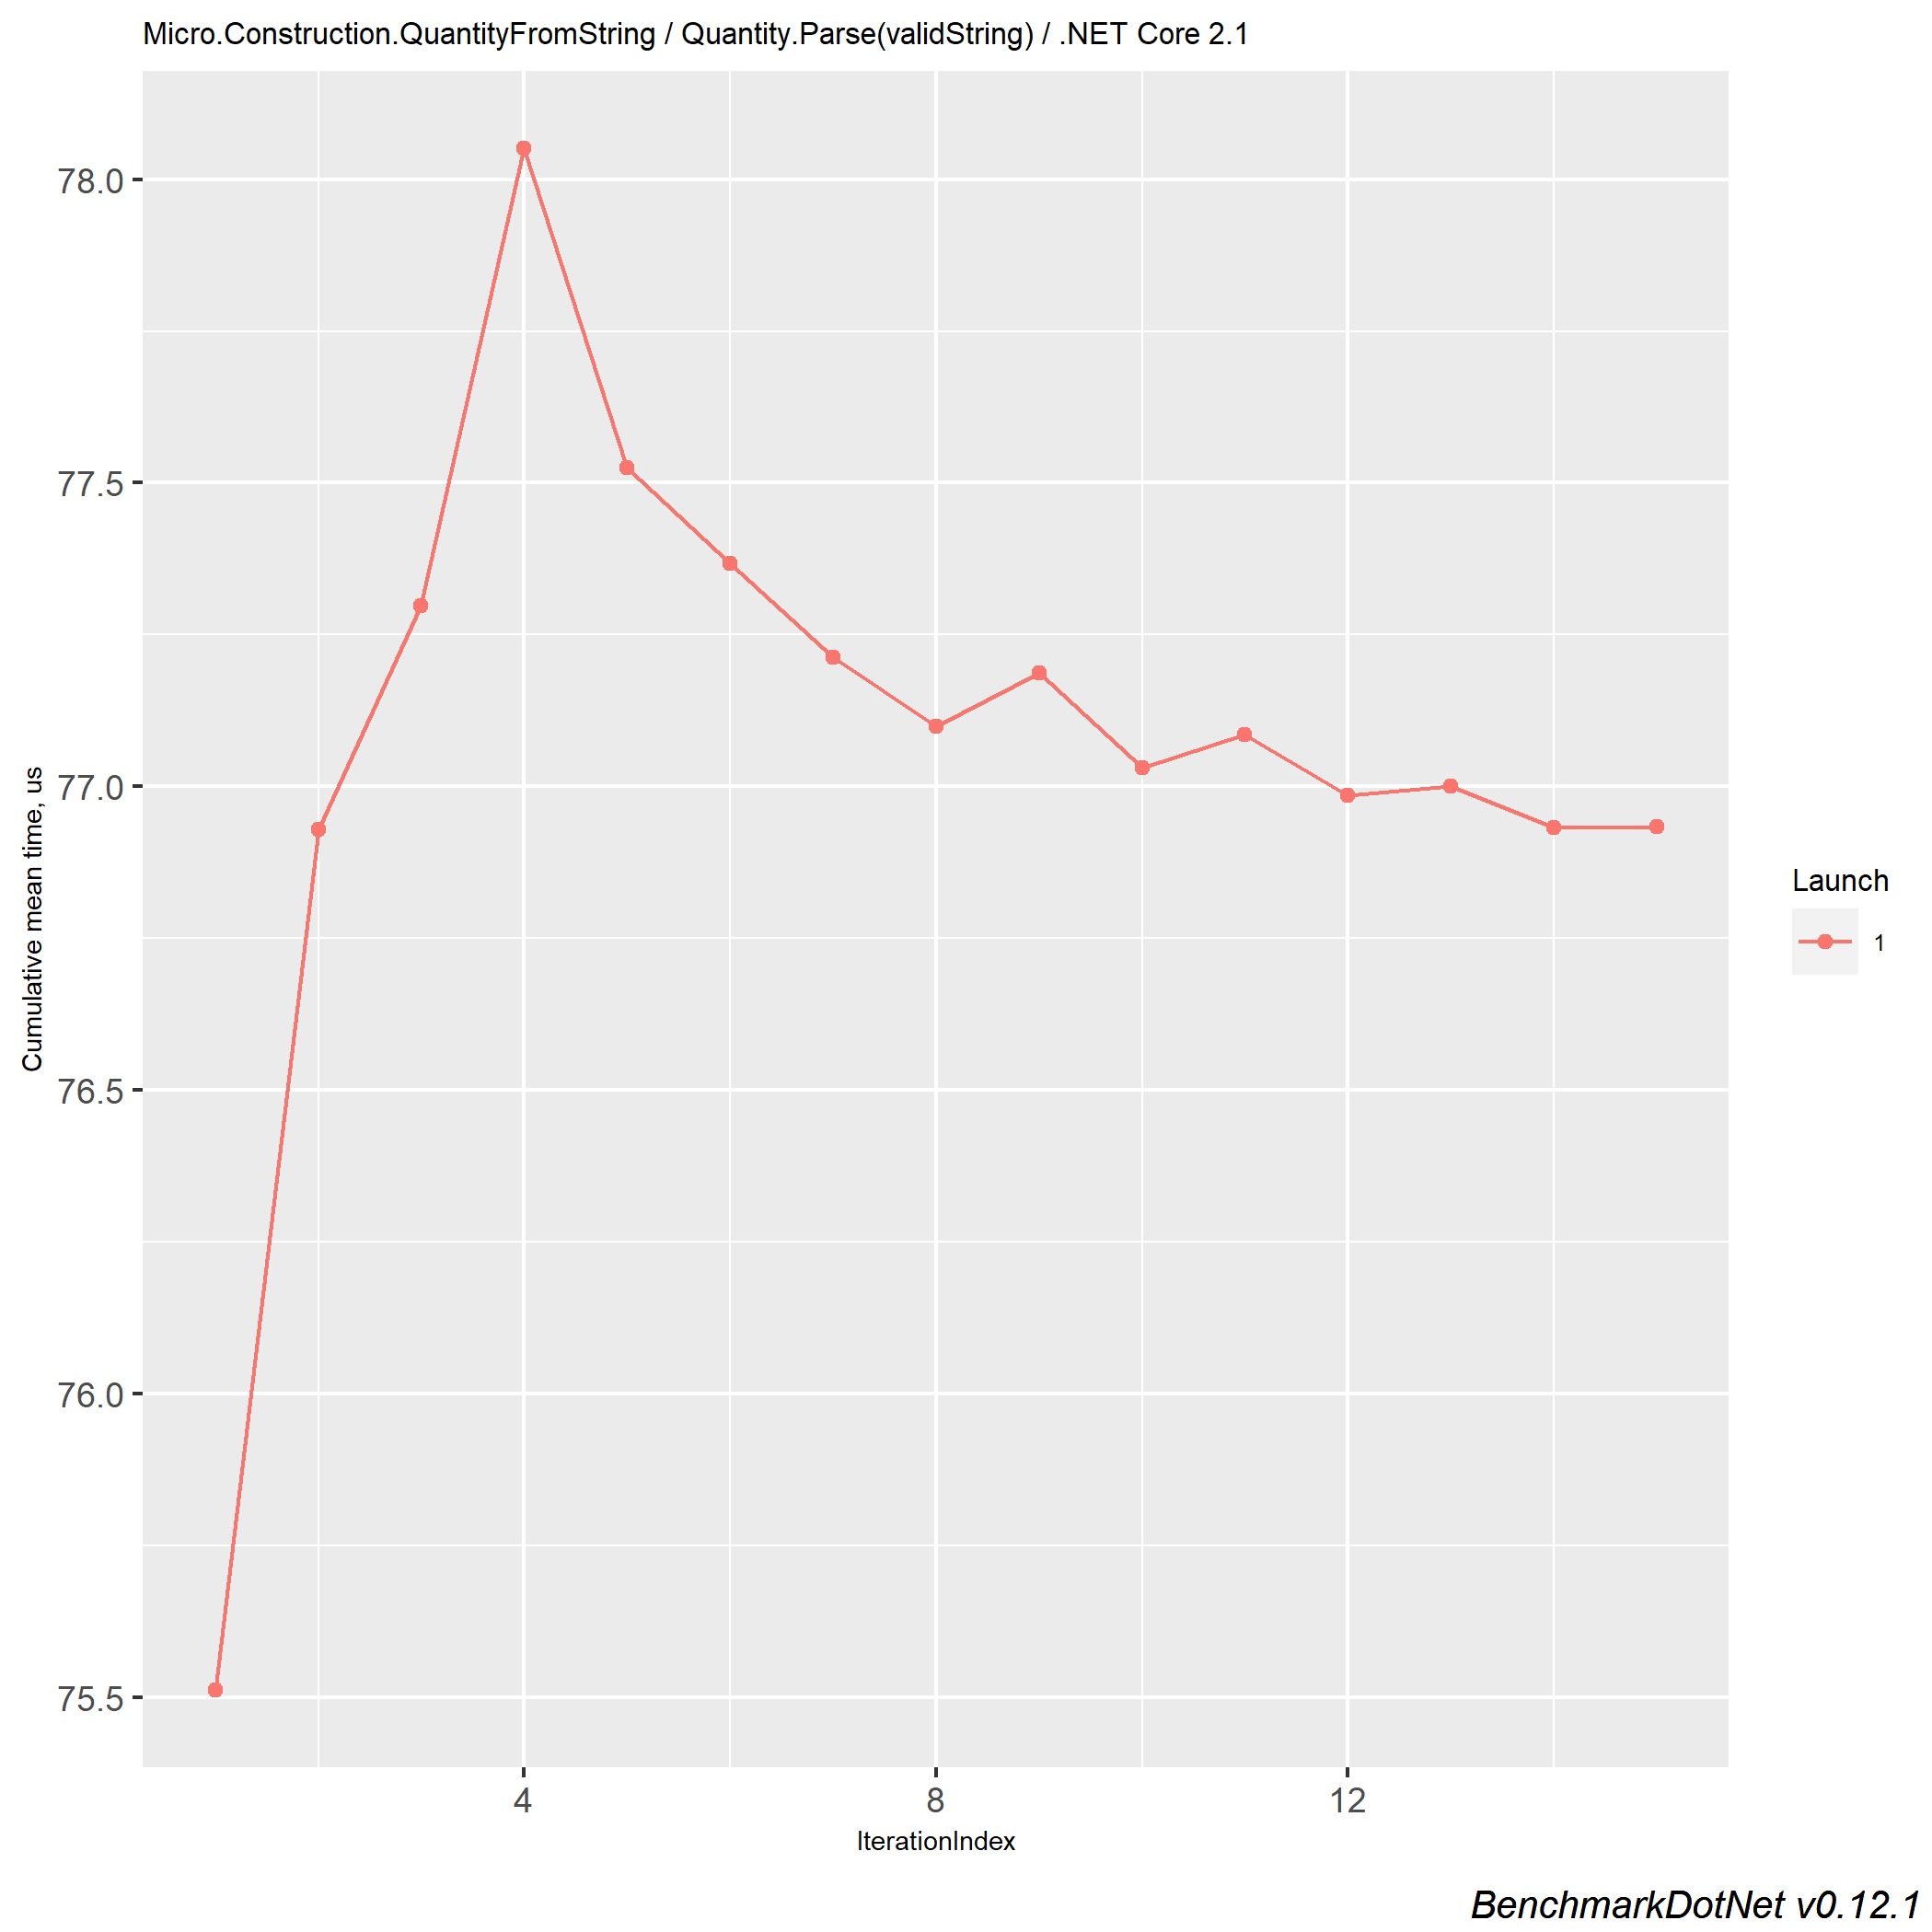 Micro.Construction.QuantityFromString / Quantity.Parse(validString) / .NET Core 2.1
78.0
77.5
77.0
76.5
76.0
75.5
Cumulative mean time, us
4
8
12
IterationIndex
Launch
1
BenchmarkDotNet v0.12.1